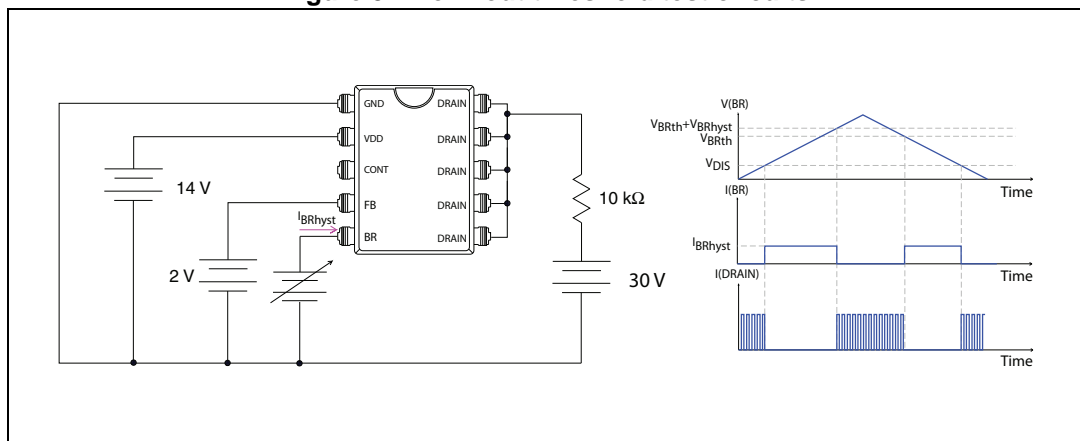 GND
VDD
CONT
FB
BR
DRAIN
DRAIN
DRAIN
DRAIN
DRAIN
14 V
2 V
IBRhyst
10 kΩ
30 V
V(BR)
VBRth+VBRhyst
VBRth
VDIS
Time
I(BR)
IBRhyst
Time
I(DRAIN)
Time